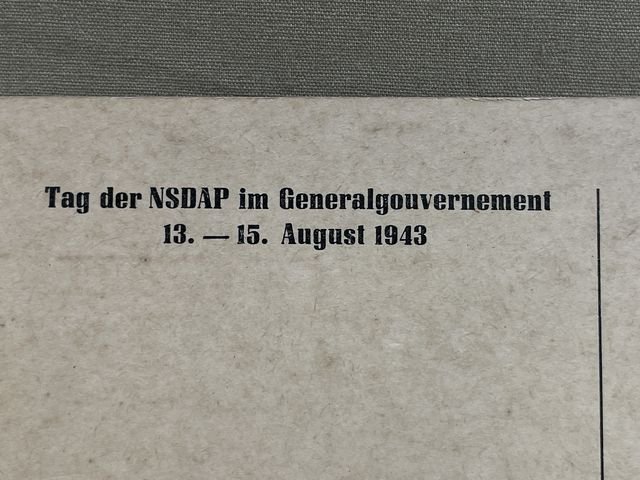 Tag der NSDAP im Generalgouvernement
13. — 15. August 1943